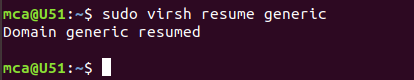 mca@U51:~$ sudo virsh resume generic
Domain generic resumed
mca@U51:~$